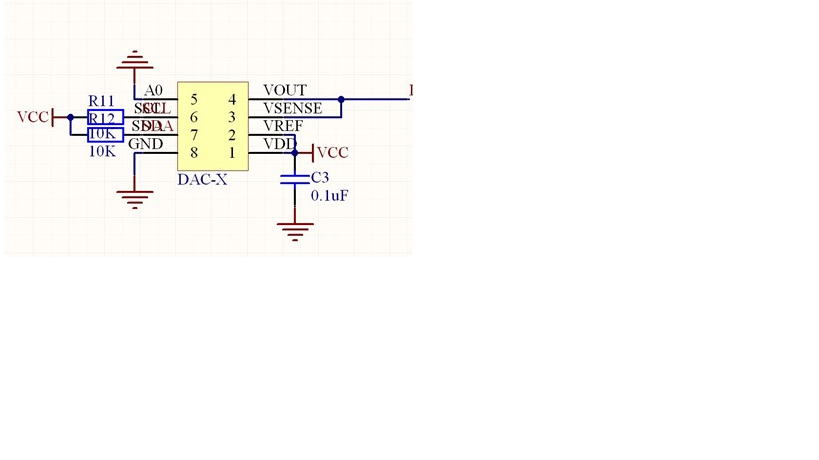 A0 VOUT
R11 5 4
SCL VSENSE
VCC R12 6 3
SDA VREF
10K 7 2
GND VDD
10K 8 1 VCC
DAC-X C3
0.1uF